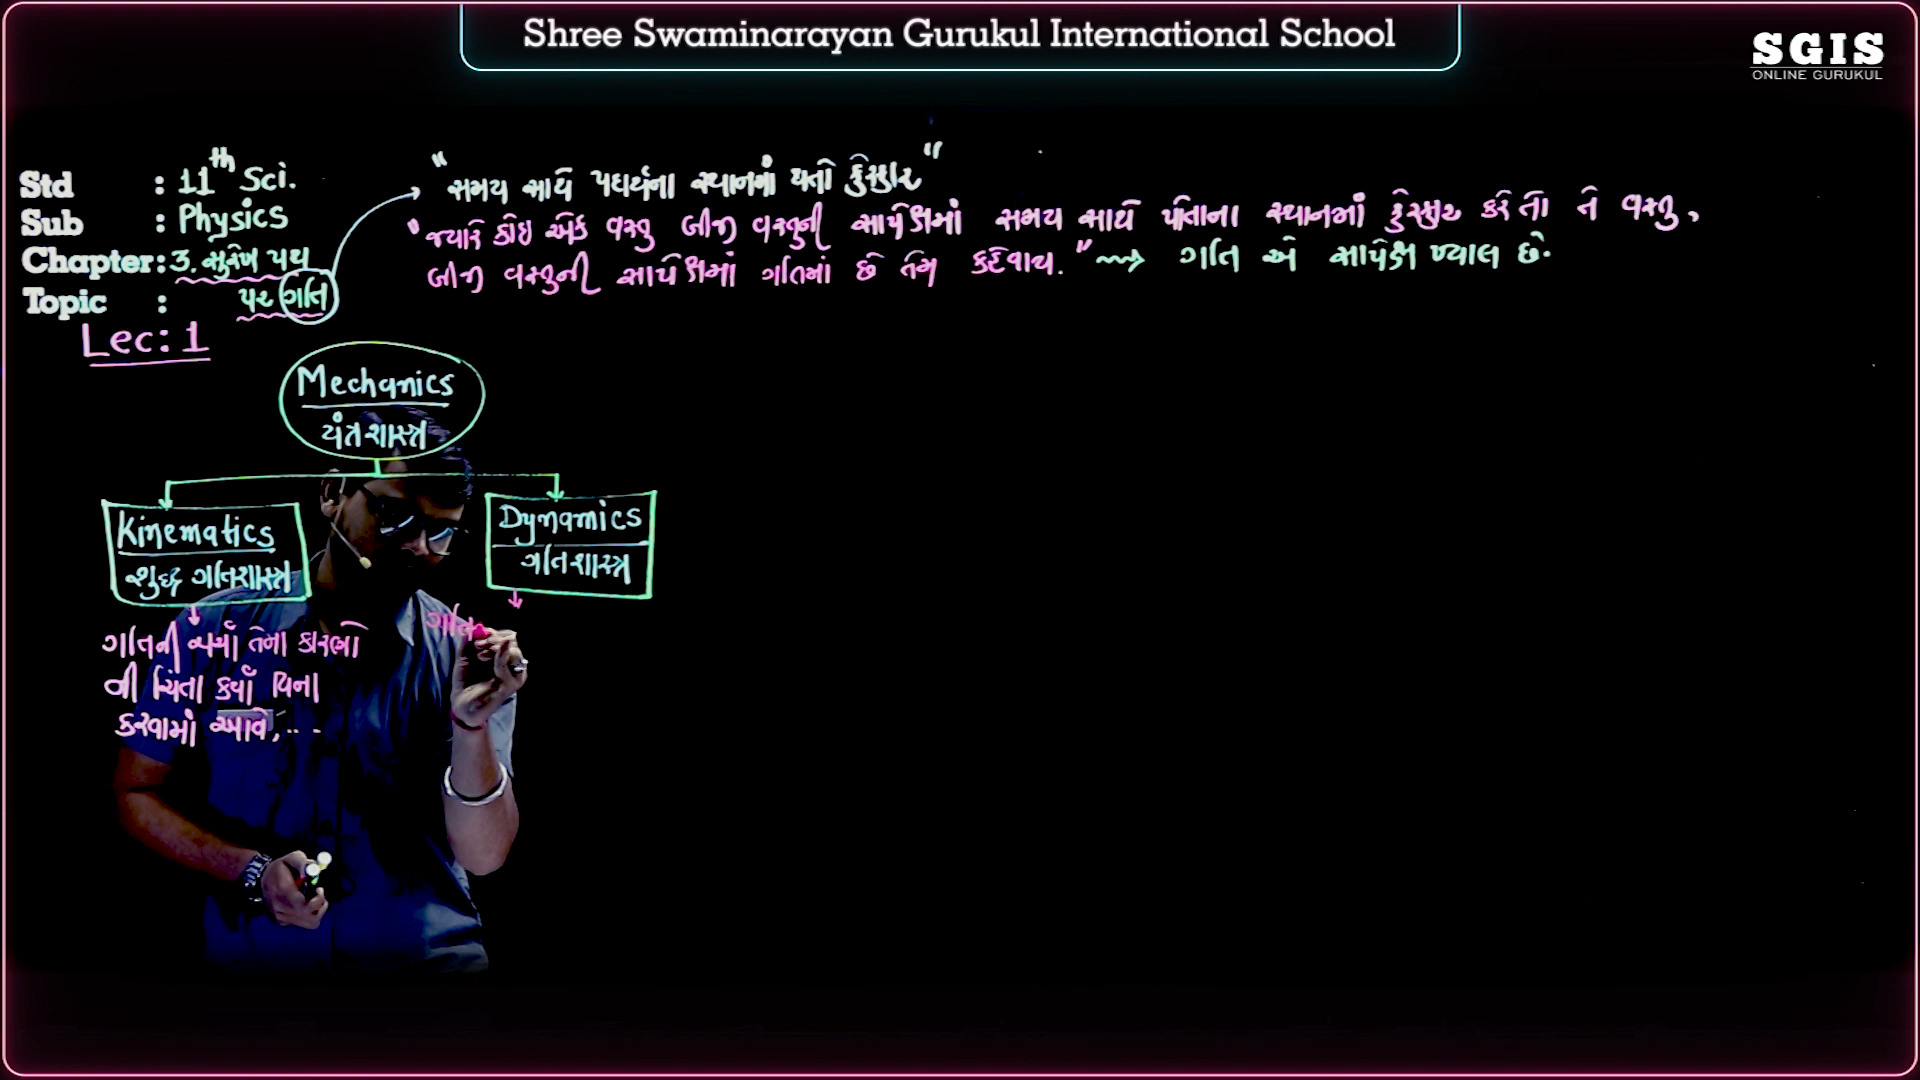 Shree Swaminarayan Gurukul International School
SGIS
ONLINE GURUKUL
Std : 11th Sci.
Sub : Physics
Chapter : 3. સુરેખ પથ
Topic : પર ગતિ
Lec: 1
"સમય સાથે પદાર્થના સ્થાનમાં થતો ફેરફાર"
"જ્યારે કોઇ એક વસ્તુ બીજી વસ્તુની સાપેક્ષમાં સમય સાથે પોતાના સ્થાનમાં ફેરફાર કરે તો તે વસ્તુ,
બીજી વસ્તુની સાપેક્ષમાં ગતિમાં છે તેમ કહેવાય." ગતિ એ સાપેક્ષ ખ્યાલ છે.
Mechanics
યંત્રશાસ્ત્ર
Kinematics
શુદ્ધ ગતિશાસ્ત્ર
Dynamics
ગતિશાસ્ત્ર
ગતિની ચર્ચા તેના કારણો
ની ચિંતા કર્યા વિના
કરવામાં આવે,...
ગતિ